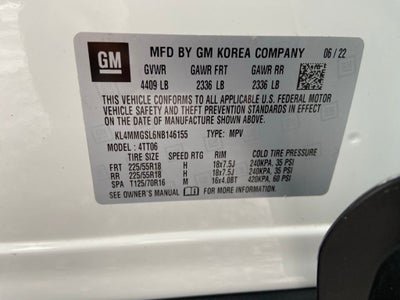 GM
MFD BY GM KOREA COMPANY 06 / 22
GVWR GAWR FRT GAWR RR
4409 LB 2336 LB 2336 LB
THIS VEHICLE CONFORMS TO ALL APPLICABLE U.S. FEDERAL MOTOR
VEHICLE SAFETY, BUMPER, AND THEFT PREVENTION STANDARDS IN EFFECT
ON THE DATE OF MANUFACTURE SHOWN ABOVE.
KL4MMGSL6NB146155 TYPE: MPV
MODEL : 4TT06
TIRE SIZE SPEED RTG RIM COLD TIRE PRESSURE
FRT 225/55R18 H 18x7.5J 240KPA, 35 PSI
RR 225/55R18 H 18x7.5J 240KPA, 35 PSI
SPA T125/70R16 M 16x4.0BT 420KPA, 60 PSI
SEE OWNER'S MANUAL FOR MORE INFORMATION.